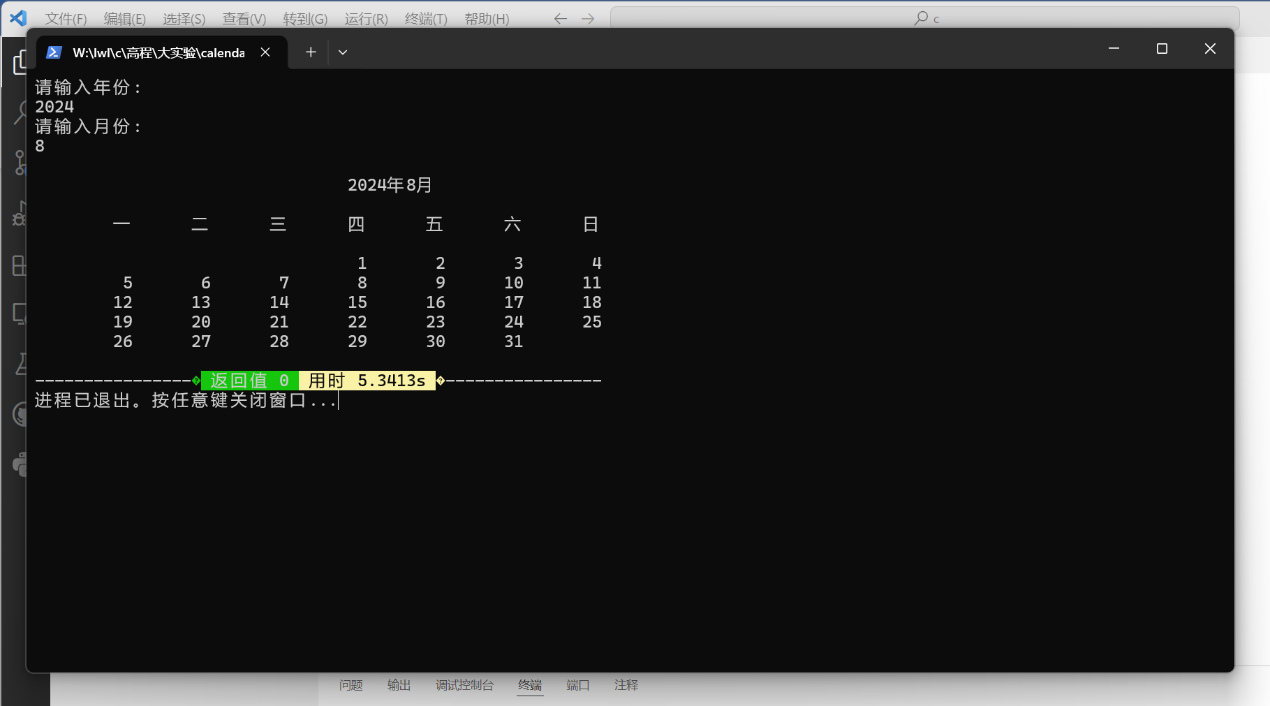 文件(F) 编辑(E) 选择(S) 查看(V) 转到(G) 运行(R) 终端(T) 帮助(H) ← → c
W:\lwl\c\高程\大实验\calenda
请输入年份:
2024
请输入月份:
8
2024年8月
一 二 三 四 五 六 日
1 2 3 4
5 6 7 8 9 10 11
12 13 14 15 16 17 18
19 20 21 22 23 24 25
26 27 28 29 30 31
----------------� 返回值 0 用时 5.3413s �----------------
进程已退出。按任意键关闭窗口...
问题 输出 调试控制台 终端 端口 注释